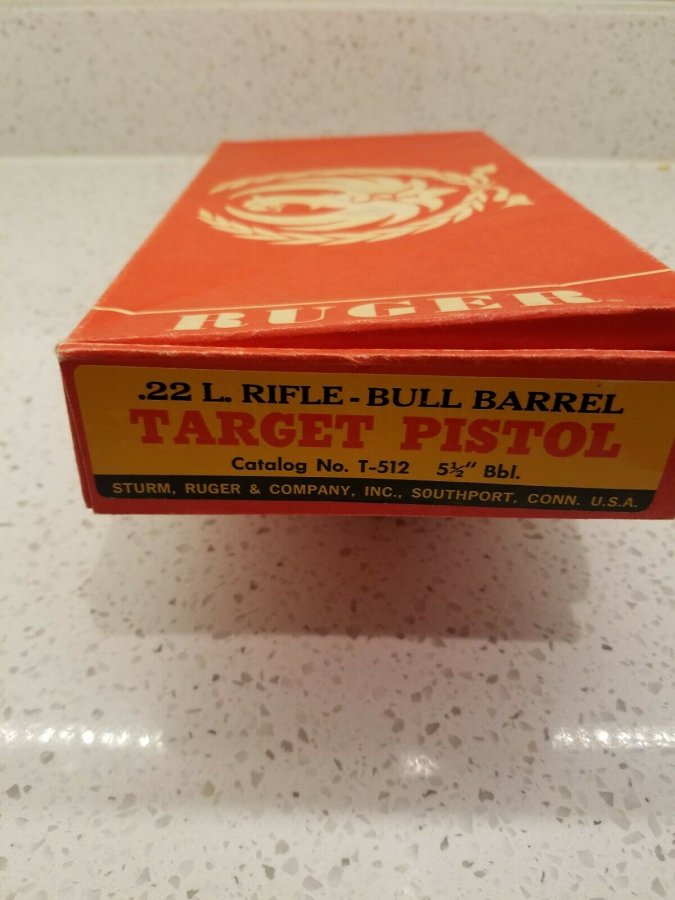 RUGER
.22 L. RIFLE - BULL BARREL
TARGET PISTOL
Catalog No. T-512 5½" Bbl.
STURM, RUGER & COMPANY, INC., SOUTHPORT, CONN. U.S.A.